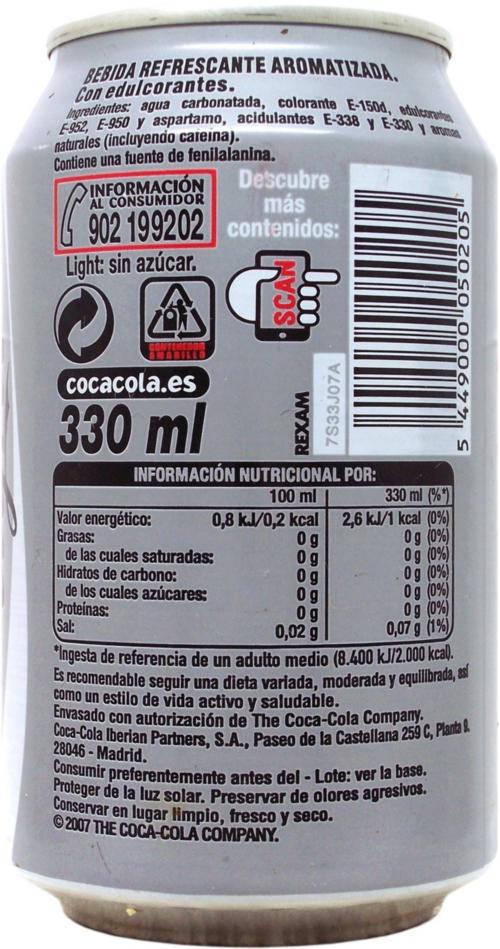 BEBIDA REFRESCANTE AROMATIZADA.
Con edulcorantes.
Ingredientes: agua carbonatada, colorante E-150d, edulcorantes
E-952, E-950 y aspartamo, acidulantes E-338 y E-330 y aromas
naturales (incluyendo cafeína).
Contiene una fuente de fenilalanina.
INFORMACIÓN
AL CONSUMIDOR
902 199202
Descubre
más
contenidos:
SCAN
Light: sin azúcar.
CONTENEDOR
AMARILLO
cocacola.es
330 ml
REXAM
7S33J07A
5 449000 050205
INFORMACIÓN NUTRICIONAL POR:
100 ml 330 ml (%*)
Valor energético: 0,8 kJ/0,2 kcal 2,6 kJ/1 kcal (0%)
Grasas: 0 g 0 g (0%)
de las cuales saturadas: 0 g 0 g (0%)
Hidratos de carbono: 0 g 0 g (0%)
de los cuales azúcares: 0 g 0 g (0%)
Proteínas: 0 g 0 g (0%)
Sal: 0,02 g 0,07 g (1%)
*Ingesta de referencia de un adulto medio (8.400 kJ/2.000 kcal).
Es recomendable seguir una dieta variada, moderada y equilibrada, así
como un estilo de vida activo y saludable.
Envasado con autorización de The Coca-Cola Company.
Coca-Cola Iberian Partners, S.A., Paseo de la Castellana 259 C, Planta 9.
28046 - Madrid.
Consumir preferentemente antes del - Lote: ver la base.
Proteger de la luz solar. Preservar de olores agresivos.
Conservar en lugar limpio, fresco y seco.
© 2007 THE COCA-COLA COMPANY.